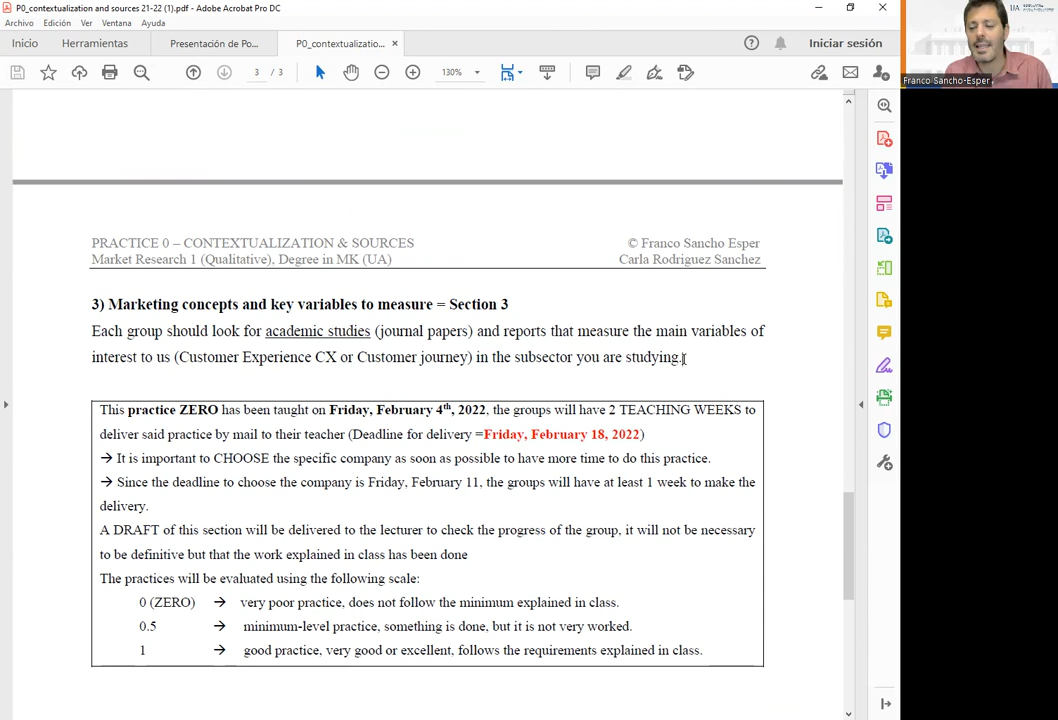 P0_contextualization and sources 21-22 (1).pdf - Adobe Acrobat Pro DC
Archivo Edición Ver Ventana Ayuda
Inicio Herramientas Presentación de Po... P0_contextualizatio... × Iniciar sesión
3 / 3 130%
Franco Sancho-Esper
UA
PRACTICE 0 – CONTEXTUALIZATION & SOURCES © Franco Sancho Esper
Market Research 1 (Qualitative), Degree in MK (UA) Carla Rodriguez Sanchez
3) Marketing concepts and key variables to measure = Section 3
Each group should look for academic studies (journal papers) and reports that measure the main variables of
interest to us (Customer Experience CX or Customer journey) in the subsector you are studying.
This practice ZERO has been taught on Friday, February 4th, 2022, the groups will have 2 TEACHING WEEKS to
deliver said practice by mail to their teacher (Deadline for delivery =Friday, February 18, 2022)
→ It is important to CHOOSE the specific company as soon as possible to have more time to do this practice.
→ Since the deadline to choose the company is Friday, February 11, the groups will have at least 1 week to make the
delivery.
A DRAFT of this section will be delivered to the lecturer to check the progress of the group, it will not be necessary
to be definitive but that the work explained in class has been done
The practices will be evaluated using the following scale:
0 (ZERO) → very poor practice, does not follow the minimum explained in class.
0.5 → minimum-level practice, something is done, but it is not very worked.
1 → good practice, very good or excellent, follows the requirements explained in class.